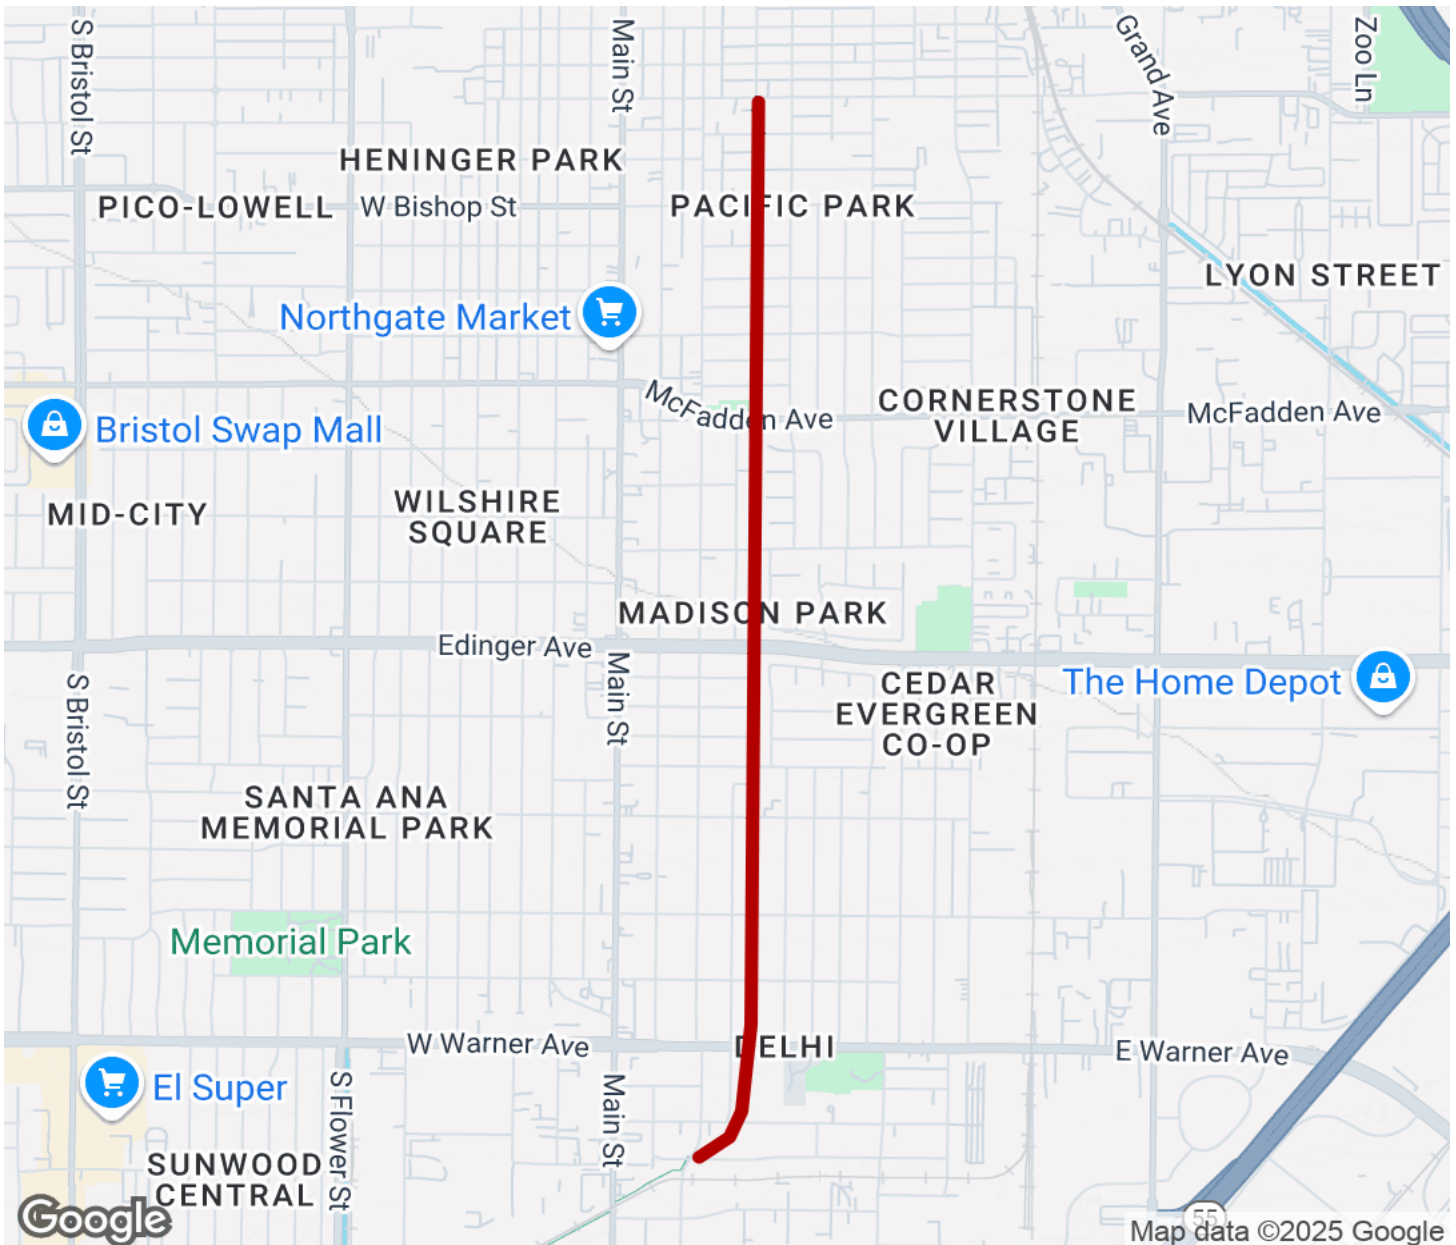 S Bristol St
Main St
Grand Ave
Zoo Ln
HENINGER PARK
PICO-LOWELL
W Bishop St
PACIFIC PARK
LYON STREET
Northgate Market
McFadden Ave
CORNERSTONE
VILLAGE
McFadden Ave
Bristol Swap Mall
MID-CITY
WILSHIRE
SQUARE
MADISON PARK
Edinger Ave
Main St
S Bristol St
CEDAR
EVERGREEN
CO-OP
The Home Depot
SANTA ANA
MEMORIAL PARK
Memorial Park
W Warner Ave
DELHI
E Warner Ave
El Super
S Flower St
Main St
SUNWOOD
CENTRAL
55
Google
Map data ©2025 Google